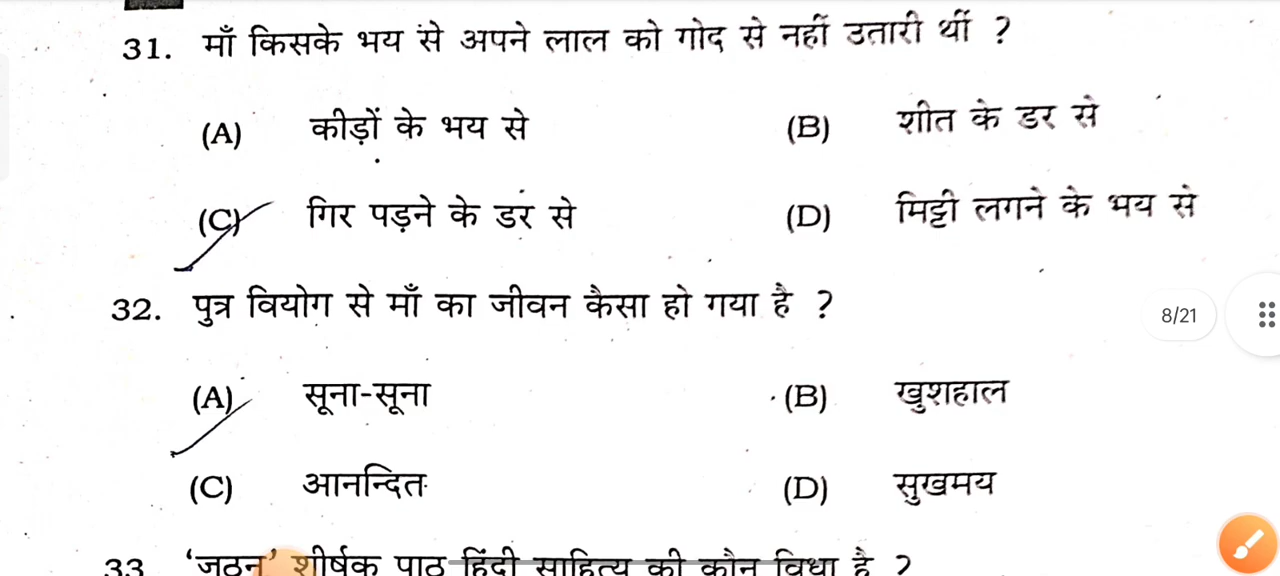 31. माँ किसके भय से अपने लाल को गोद से नहीं उतारी थीं ?
(A) कीड़ों के भय से (B) शीत के डर से
(C) गिर पड़ने के डर से (D) मिट्टी लगने के भय से
32. पुत्र वियोग से माँ का जीवन कैसा हो गया है ?
8/21
(A) सूना-सूना (B) खुशहाल
(C) आनन्दित (D) सुखमय
33 'जूठन' शीर्षक पाठ हिंदी साहित्य की कौन विधा है ?